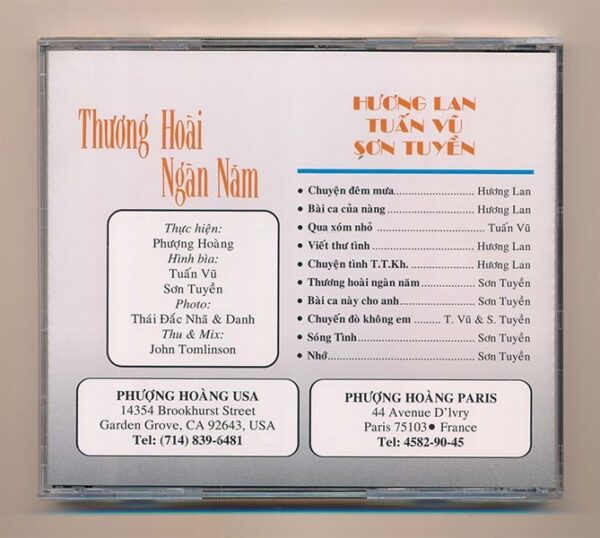 Thương Hoài
Ngàn Năm
HƯƠNG LAN
TUẤN VŨ
SƠN TUYỀN
Thực hiện:
Phượng Hoàng
Hình bìa:
Tuấn Vũ
Sơn Tuyền
Photo:
Thái Đắc Nhã & Danh
Thu & Mix:
John Tomlinson
• Chuyện đêm mưa.................... Hương Lan
• Bài ca của nàng..................... Hương Lan
• Qua xóm nhỏ........................... Tuấn Vũ
• Viết thư tình........................... Hương Lan
• Chuyện tình T.T.Kh................. Hương Lan
• Thương hoài ngàn năm............ Sơn Tuyền
• Bài ca này cho anh................. Sơn Tuyền
• Chuyến đò không em ....... T. Vũ & S. Tuyền
• Sóng Tình............................... Sơn Tuyền
• Nhớ......................................... Sơn Tuyền
PHƯỢNG HOÀNG USA
14354 Brookhurst Street
Garden Grove, CA 92643, USA
Tel: (714) 839-6481
PHƯỢNG HOÀNG PARIS
44 Avenue D'lvry
Paris 75103• France
Tel: 4582-90-45